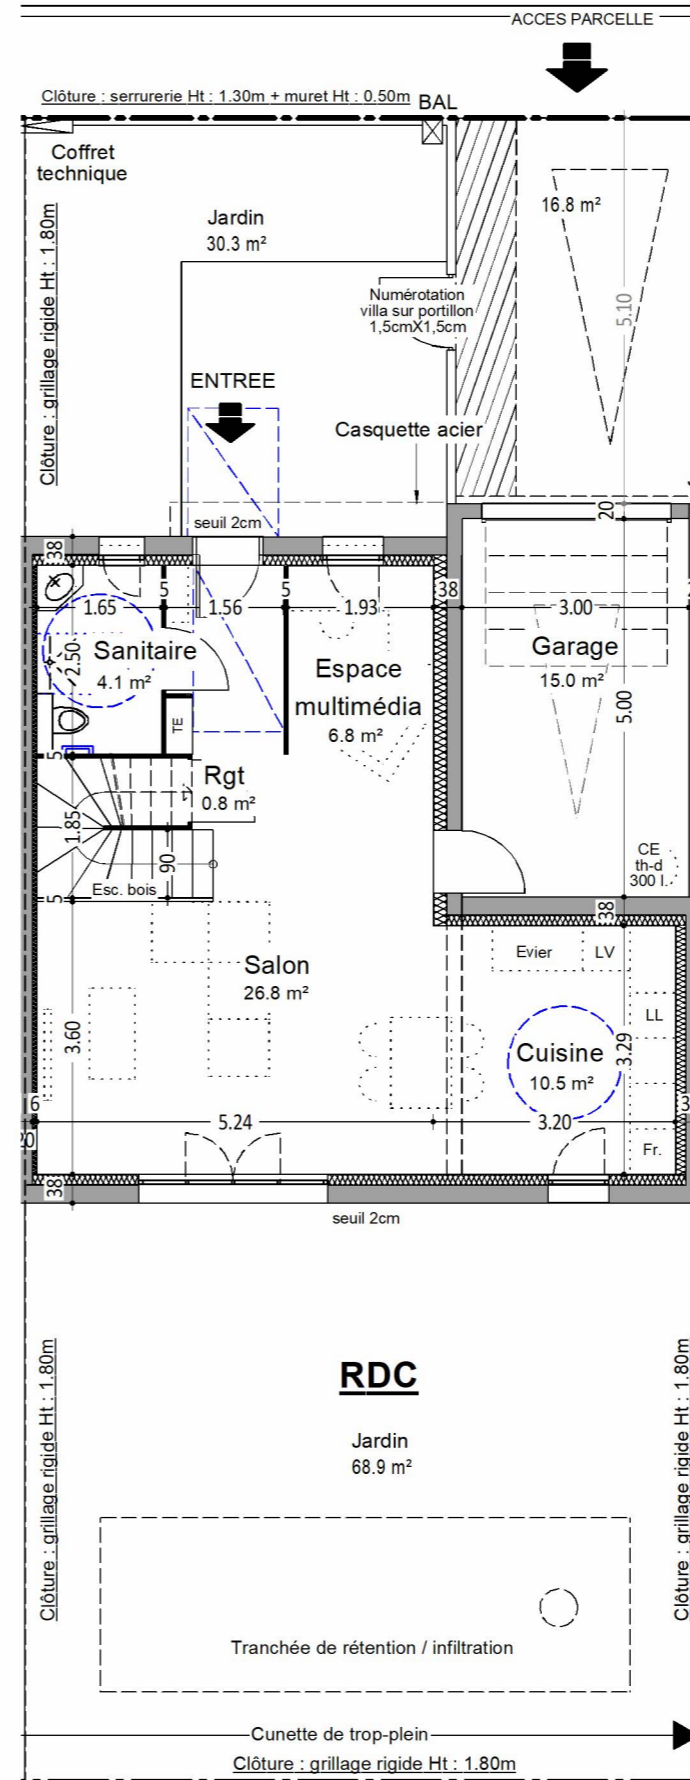 ACCES PARCELLE
Clôture : serrurerie Ht : 1.30m + muret Ht : 0.50m
BAL
Coffret
technique
Clôture : grillage rigide Ht : 1.80m
Jardin
30.3 m²
16.8 m²
5.10
Numérotation
villa sur portillon
1,5cmX1,5cm
ENTREE
Casquette acier
seuil 2cm
20
38
5
5
38
1.65
1.56
1.93
3.00
2.50
Sanitaire
4.1 m²
Espace
multimédia
6.8 m²
Garage
15.0 m²
5.00
TE
5
Rgt
0.8 m²
1.85
90
Esc. bois
5
CE
th-d
300 l.
38
Evier
LV
LL
Salon
26.8 m²
3.60
Cuisine
10.5 m²
3.29
6
5.24
3.20
3
20
Fr.
38
seuil 2cm
RDC
Jardin
68.9 m²
Clôture : grillage rigide Ht : 1.80m
Clôture : grillage rigide Ht : 1.80m
Tranchée de rétention / infiltration
Cunette de trop-plein
Clôture : grillage rigide Ht : 1.80m